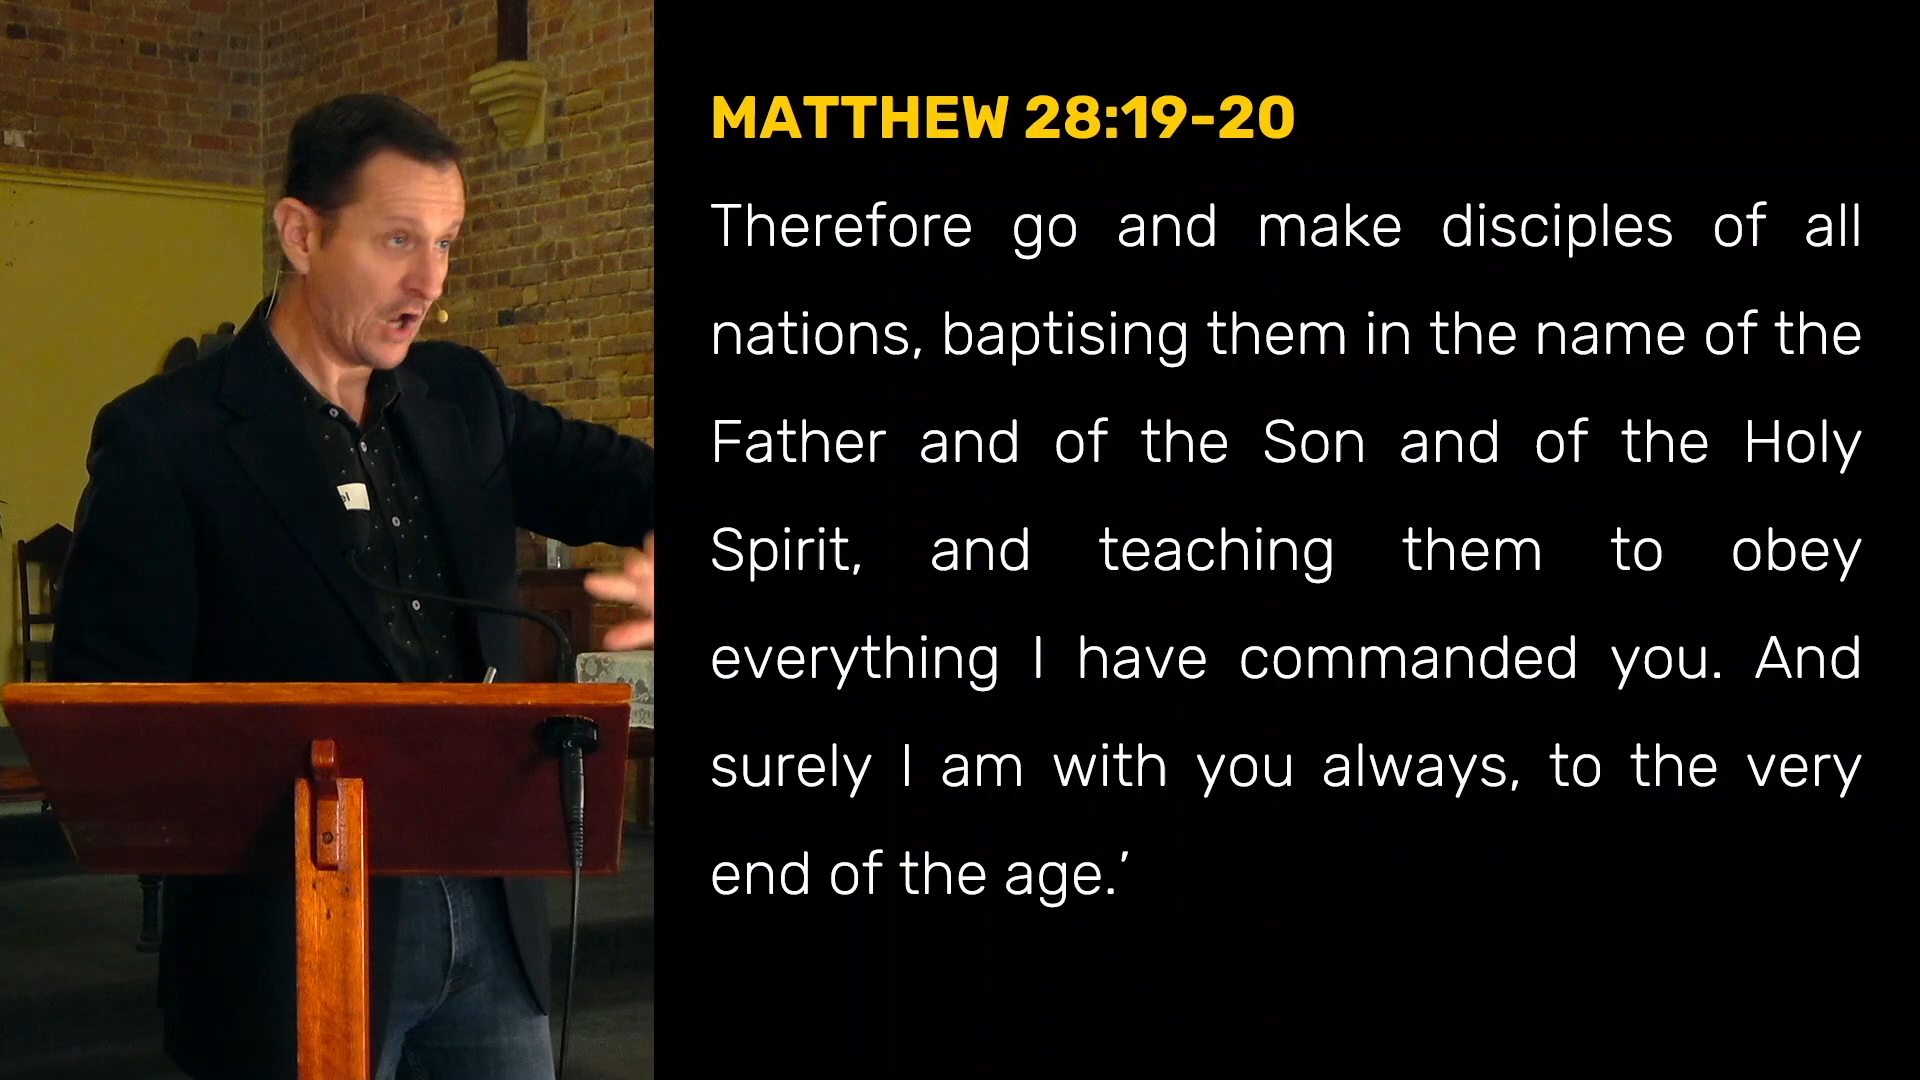 MATTHEW 28:19-20
Therefore go and make disciples of all
nations, baptising them in the name of the
Father and of the Son and of the Holy
Spirit, and teaching them to obey
everything I have commanded you. And
surely I am with you always, to the very
end of the age.’